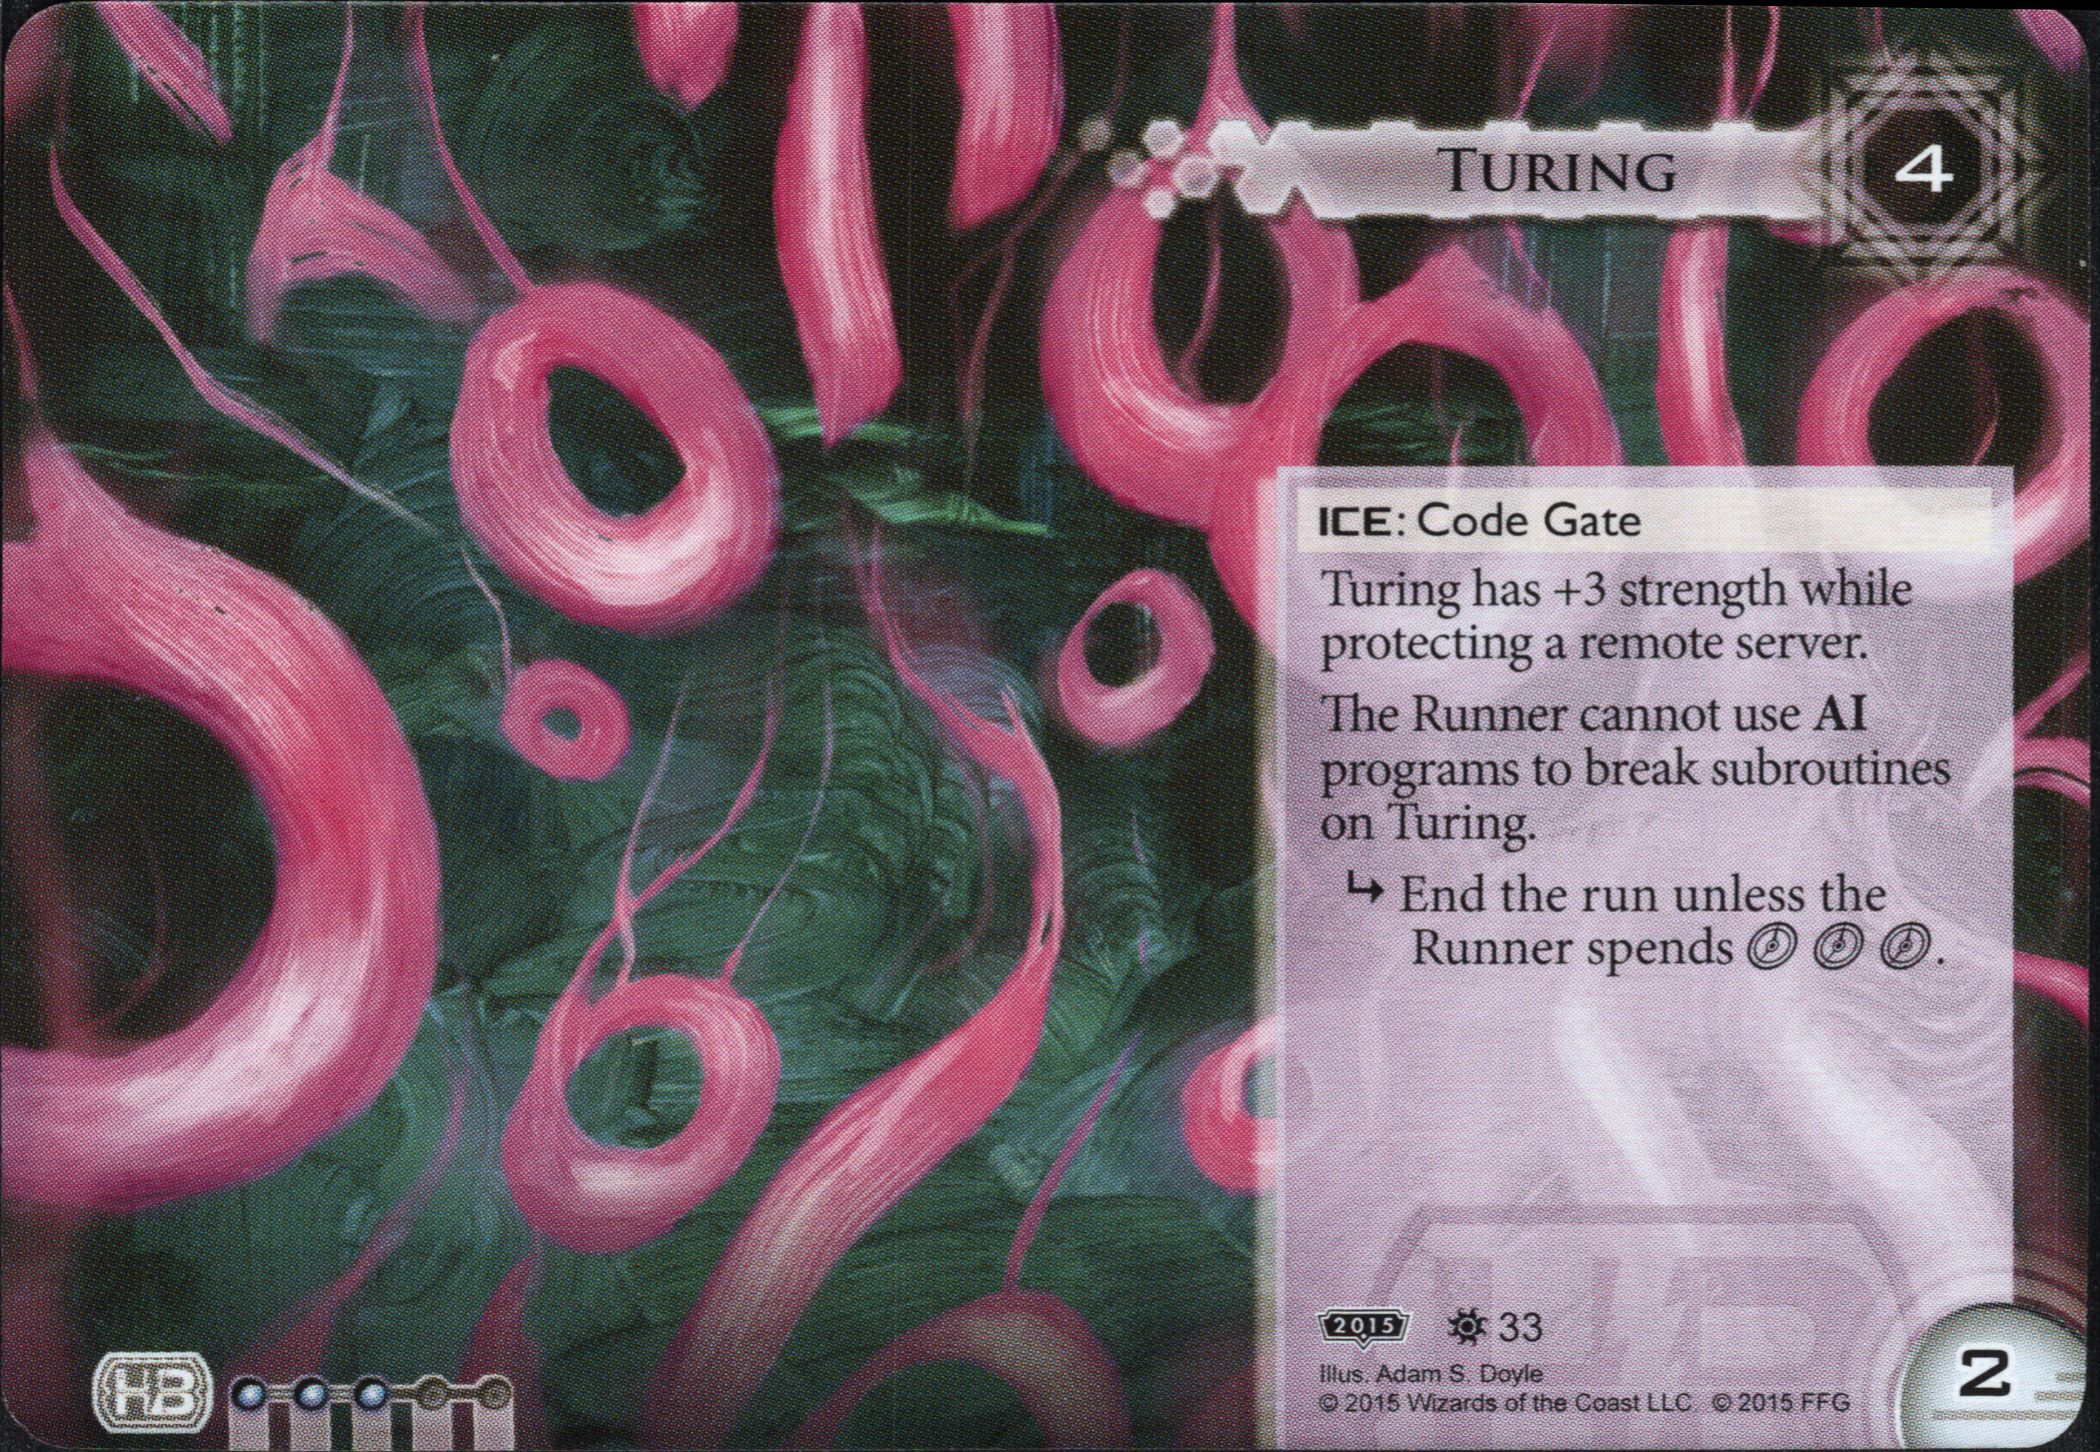 TURING
4
ICE: Code Gate
Turing has +3 strength while
protecting a remote server.
The Runner cannot use AI
programs to break subroutines
on Turing.
↳ End the run unless the
Runner spends
.
2015
33
Illus. Adam S. Doyle
© 2015 Wizards of the Coast LLC. © 2015 FFG
HB
2